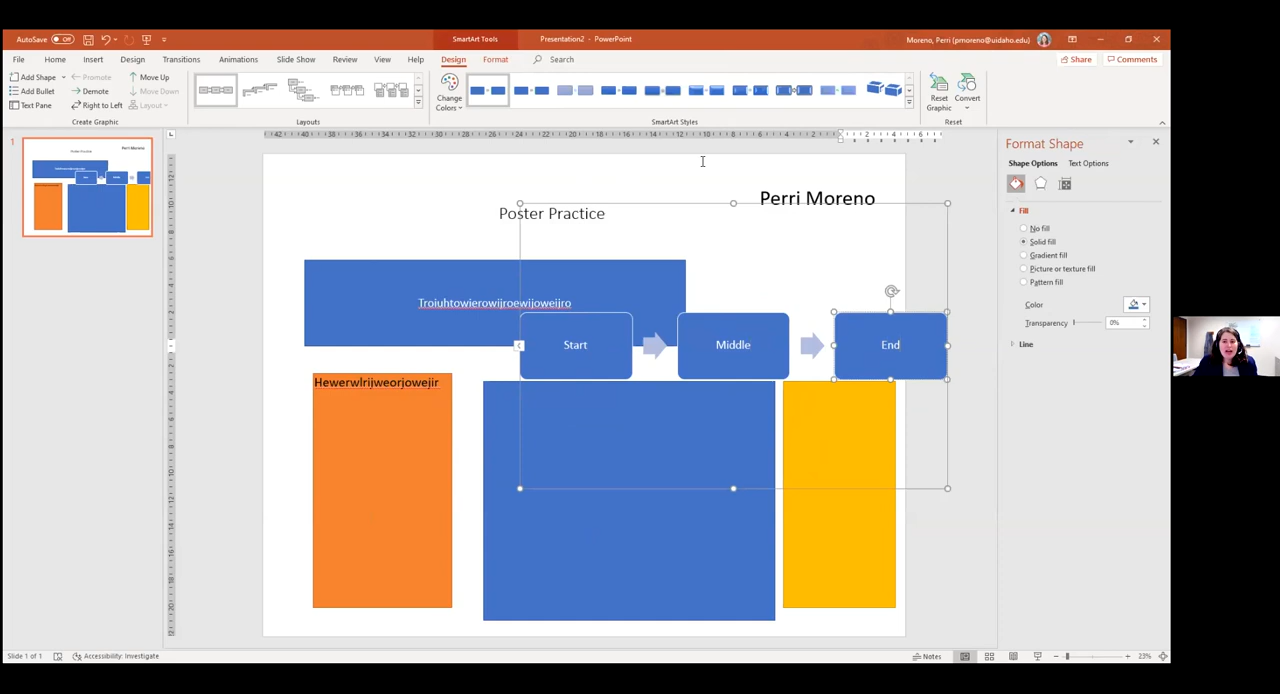 AutoSave Off
SmartArt Tools
Presentation2 - PowerPoint
Moreno, Perri (pmoreno@uidaho.edu)
File Home Insert Design Transitions Animations Slide Show Review View Help Design Format Search
Share Comments
Add Shape Promote Move Up
Add Bullet Demote Move Down
Text Pane Right to Left Layout
Create Graphic
Layouts
Change Colors
SmartArt Styles
Reset Graphic
Convert
Reset
1
Perri Moreno
Poster Practice
Troiuhtowierowijroewijoweijro
Start
Middle
End
Hewerwlrijweorjowejir
Format Shape
Shape Options Text Options
Fill
No fill
Solid fill
Gradient fill
Picture or texture fill
Pattern fill
Color
Transparency 0%
Line
Slide 1 of 1
Accessibility: Investigate
Notes
23%